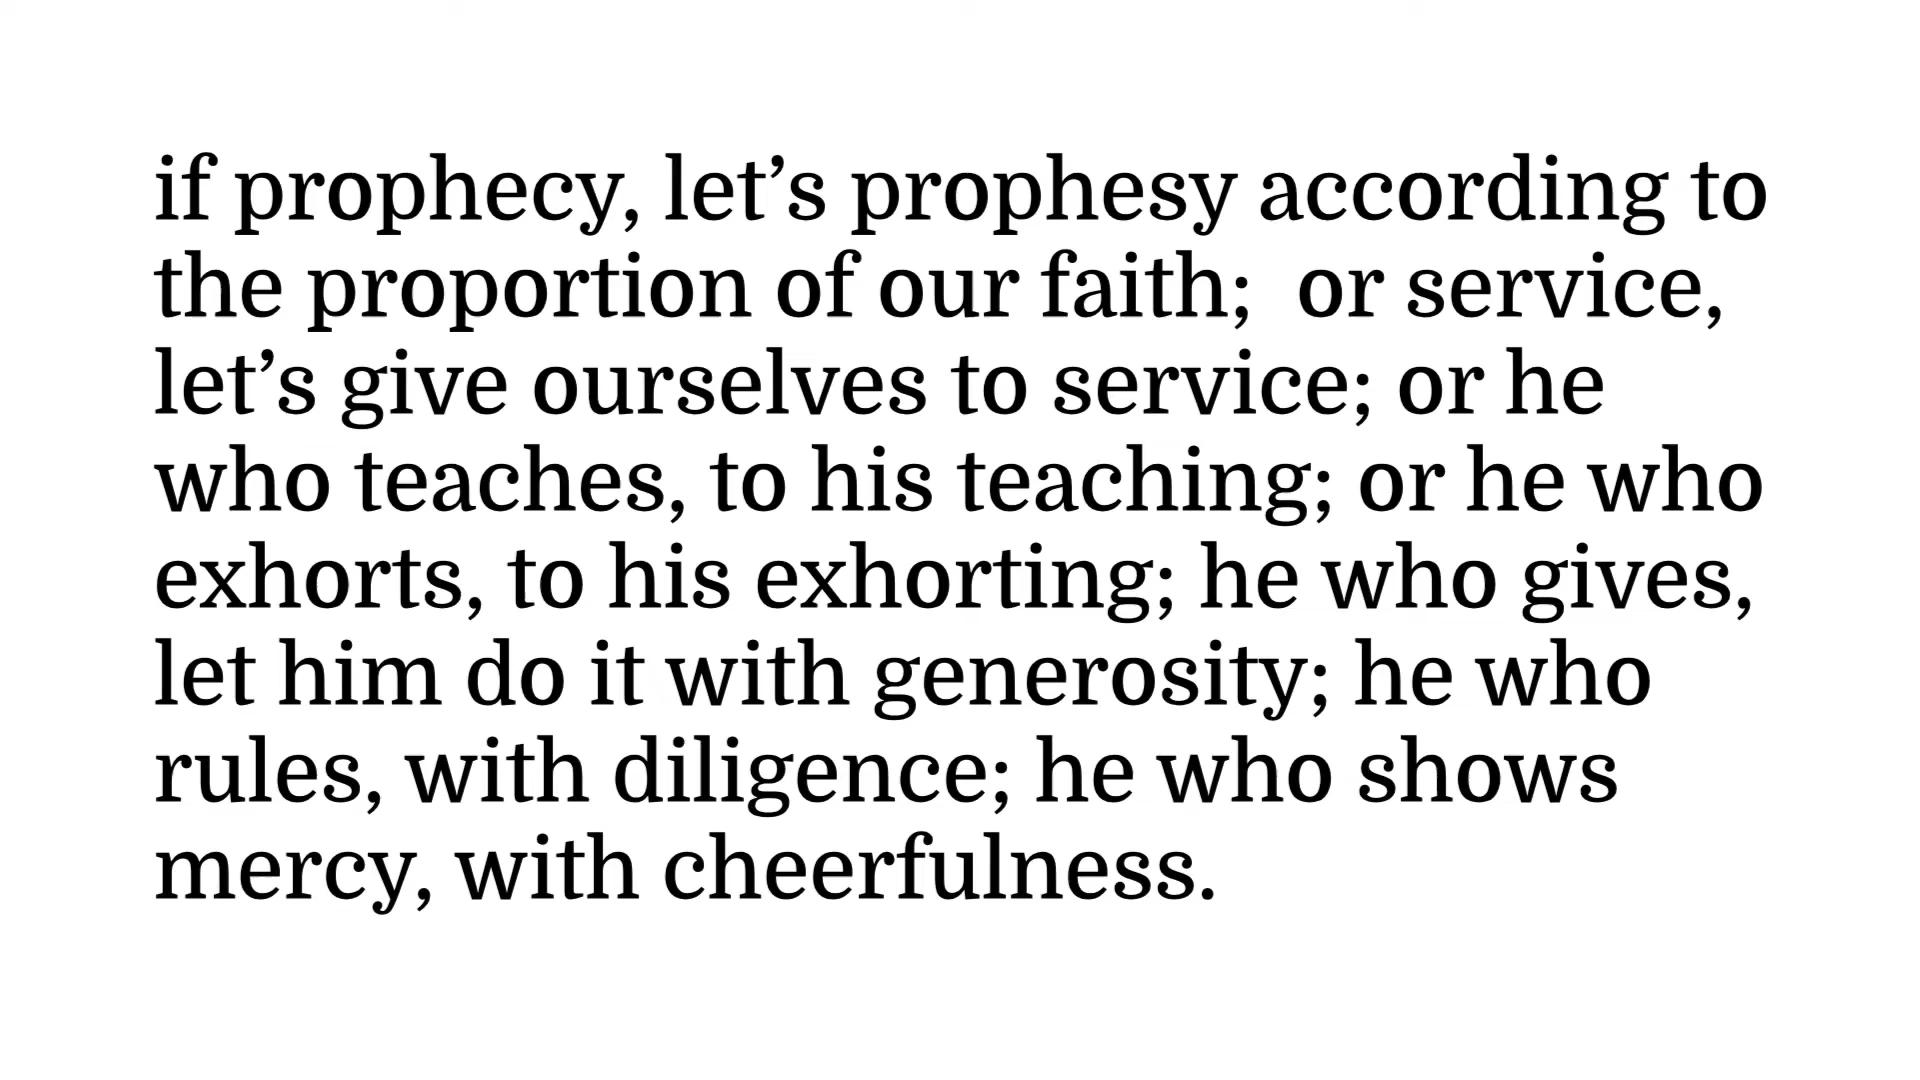 if prophecy, let’s prophesy according to
the proportion of our faith;  or service,
let’s give ourselves to service; or he
who teaches, to his teaching; or he who
exhorts, to his exhorting; he who gives,
let him do it with generosity; he who
rules, with diligence; he who shows
mercy, with cheerfulness.